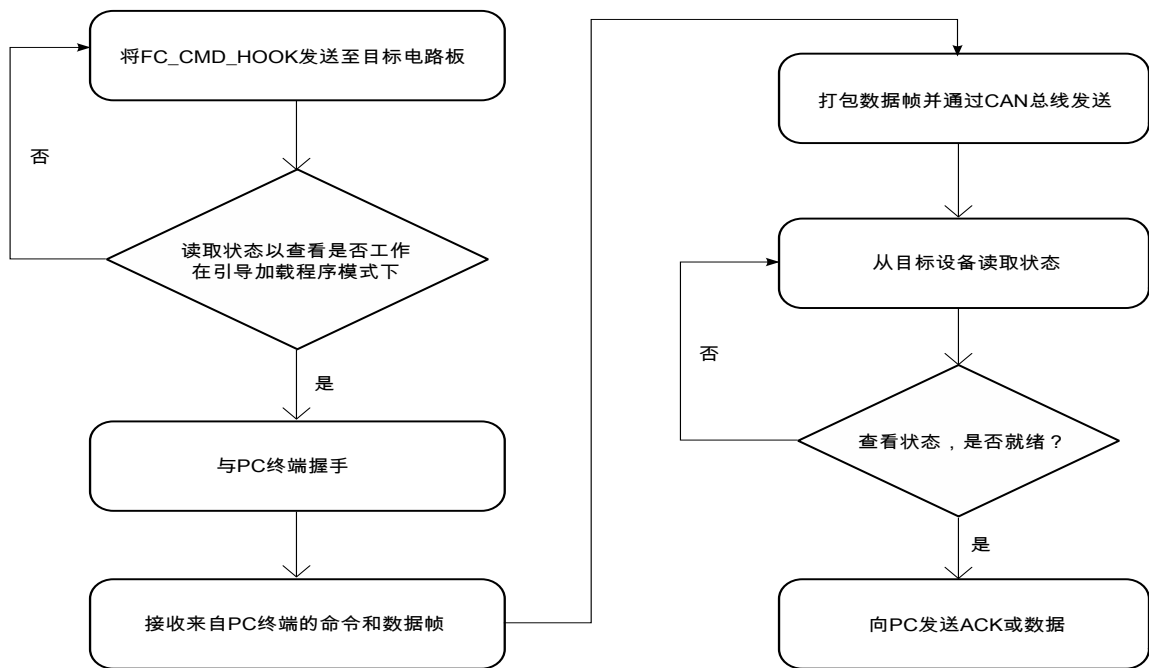 将FC_CMD_HOOK发送至目标电路板
否
读取状态以查看是否工作
在引导加载程序模式下
是
与PC终端握手
接收来自PC终端的命令和数据帧
打包数据帧并通过CAN总线发送
从目标设备读取状态
否
查看状态，是否就绪？
是
向PC发送ACK或数据